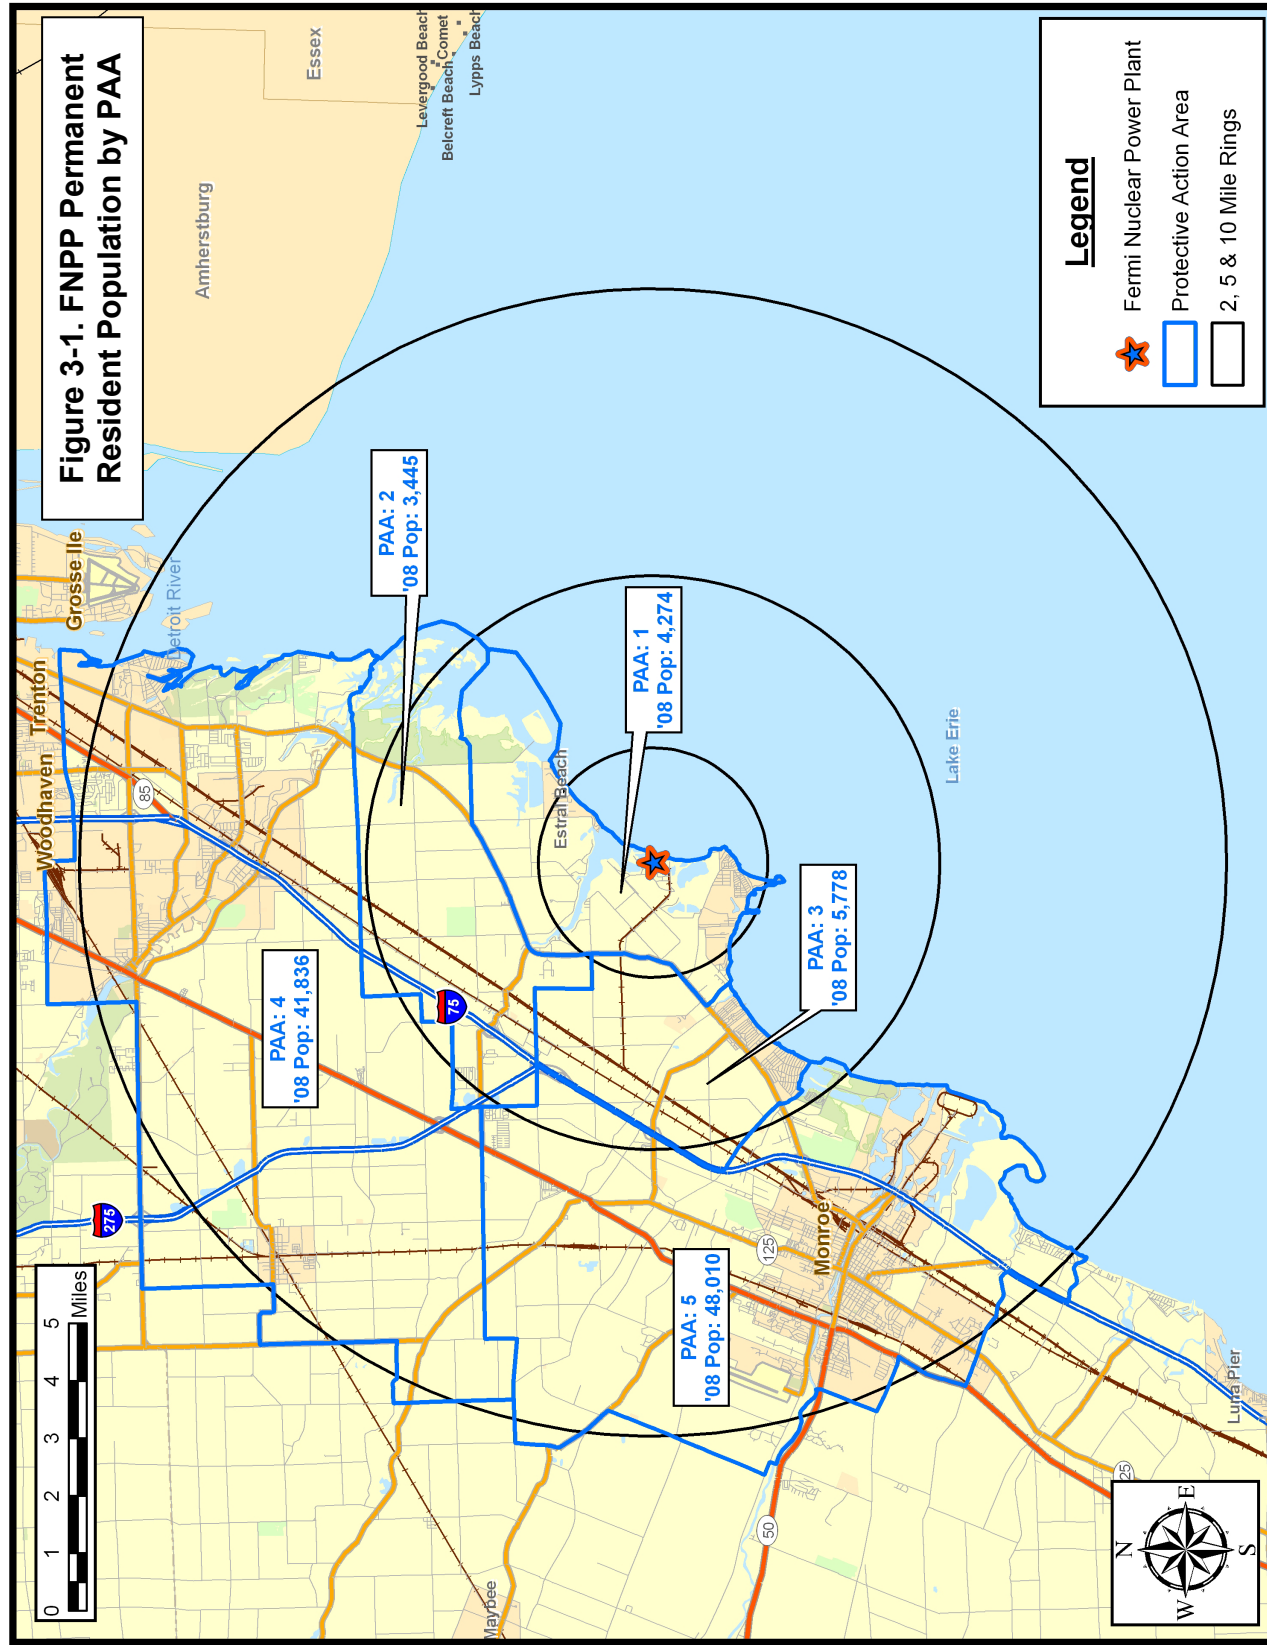 Figure 3-1. FNPP Permanent
Resident Population by PAA
Essex
Amherstburg
Levergood Beach
Comet
Belcreft Beach
Lypps Beach
Grosse Ile
Detroit River
Trenton
Woodhaven
85
PAA: 2
'08 Pop: 3,445
PAA: 1
'08 Pop: 4,274
Estral Beach
Lake Erie
PAA: 3
'08 Pop: 5,778
PAA: 4
'08 Pop: 41,836
75
275
PAA: 5
'08 Pop: 48,010
125
Monroe
50
25
Luna Pier
Maybee
0 1 2 3 4 5
Miles
N
W E
S
Legend
Fermi Nuclear Power Plant
Protective Action Area
2, 5 & 10 Mile Rings